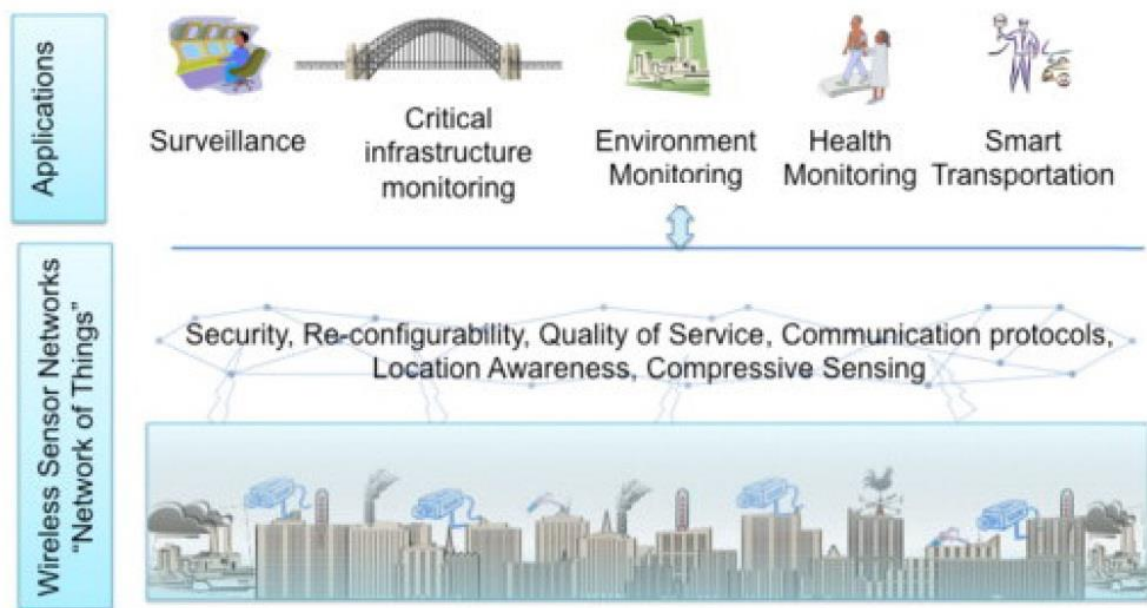 Applications
Surveillance
Critical
infrastructure
monitoring
Environment
Monitoring
Health
Monitoring
Smart
Transportation
Wireless Sensor Networks
“Network of Things”
Security, Re-configurability, Quality of Service, Communication protocols,
Location Awareness, Compressive Sensing